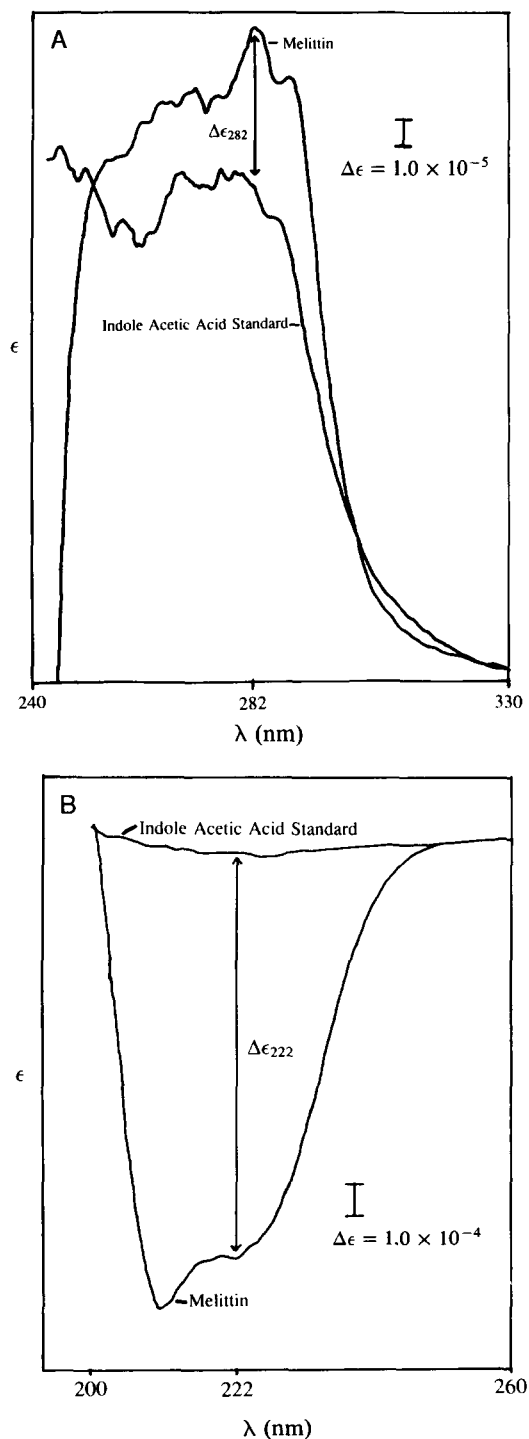 A
Melittin
Δϵ282
Δϵ = 1.0 × 10⁻⁵
Indole Acetic Acid Standard
ϵ
240
282
330
λ (nm)
B
Indole Acetic Acid Standard
Δϵ222
ϵ
Δϵ = 1.0 × 10⁻⁴
Melittin
200
222
260
λ (nm)